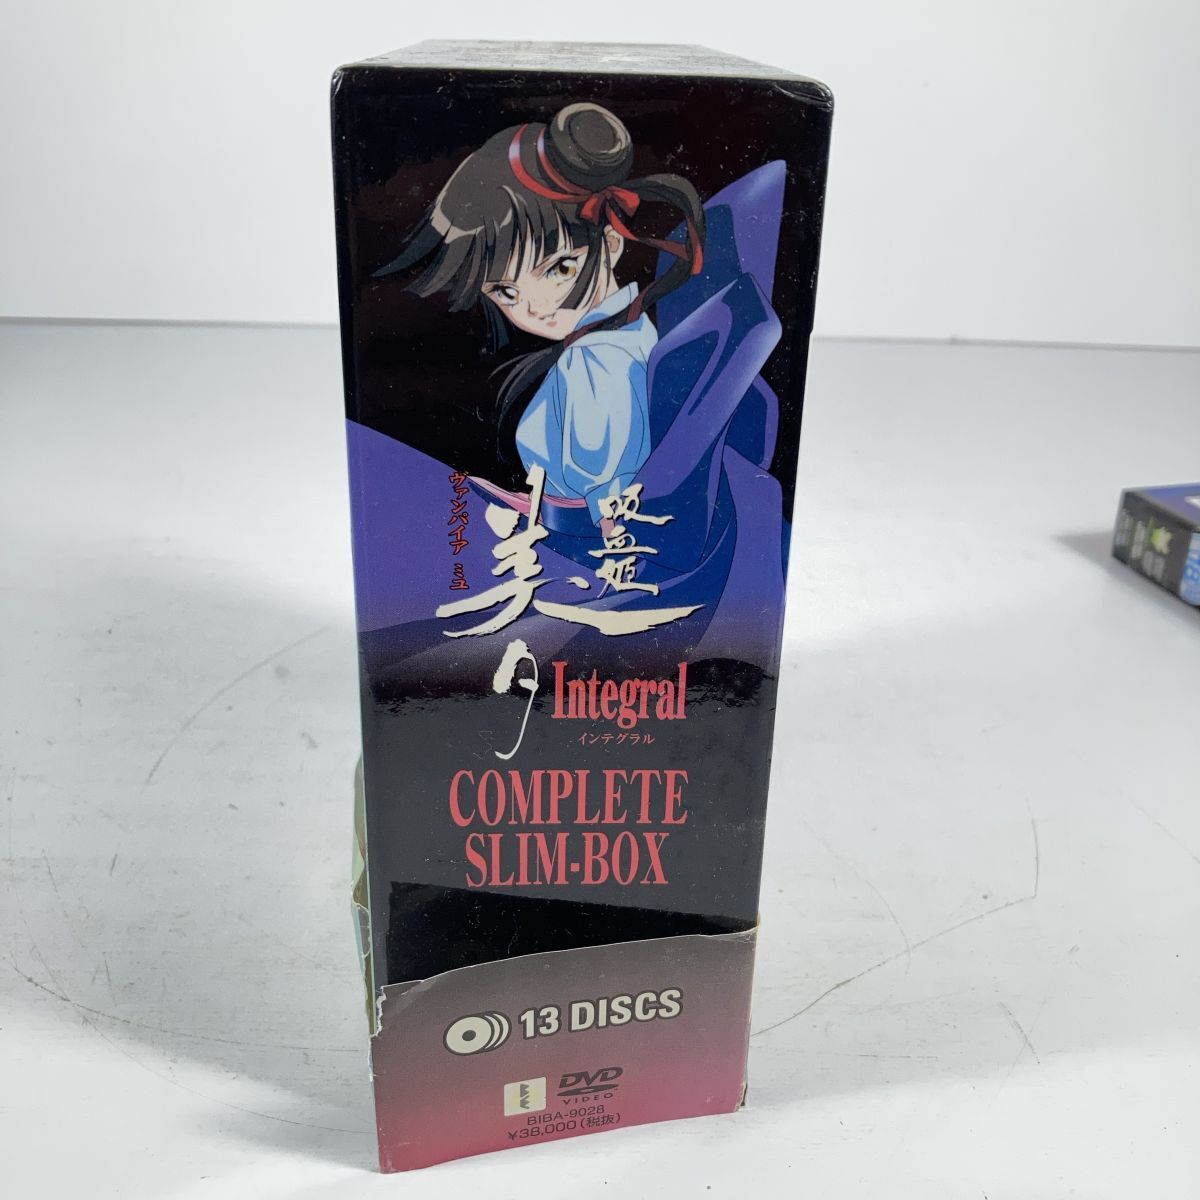 吸血姫
美夕
ヴァンパイア ミユ
Integral
インテグラル
COMPLETE
SLIM-BOX
13 DISCS
DVD
VIDEO
BIBA-9028
¥38,000(税抜)